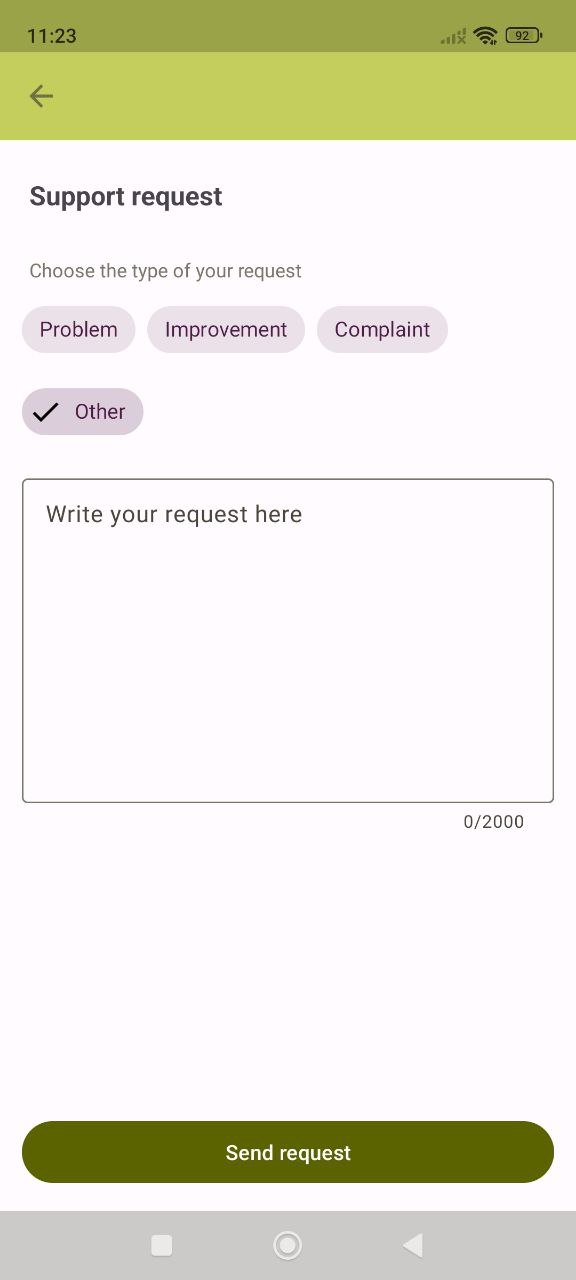 11:23
92
Support request
Choose the type of your request
Problem Improvement Complaint
Other
Write your request here
0/2000
Send request